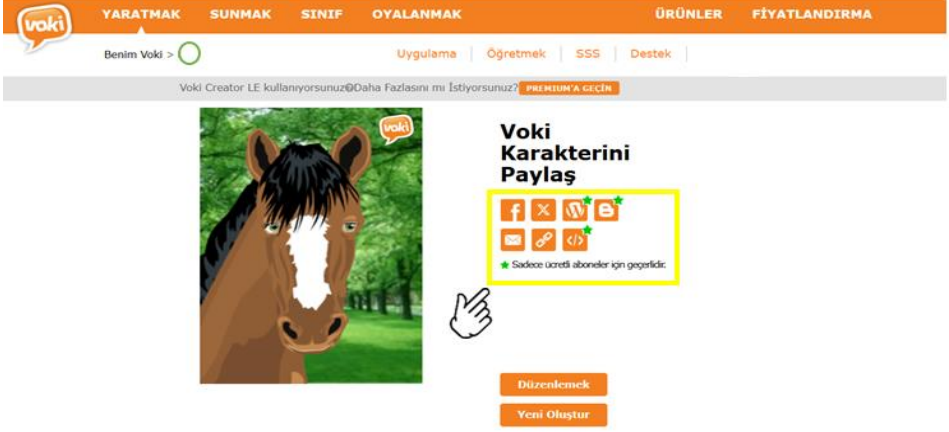 voki
YARATMAK SUNMAK SINIF OYALANMAK ÜRÜNLER FİYATLANDIRMA
Benim Voki > Uygulama Öğretmek SSS Destek
Voki Creator LE kullanıyorsunuz Daha Fazlasını mı İstiyorsunuz? PREMIUM'A GEÇİN
voki
Voki
Karakterini
Paylaş
Sadece ücretli aboneler için geçerlidir.
Düzenlemek
Yeni Oluştur